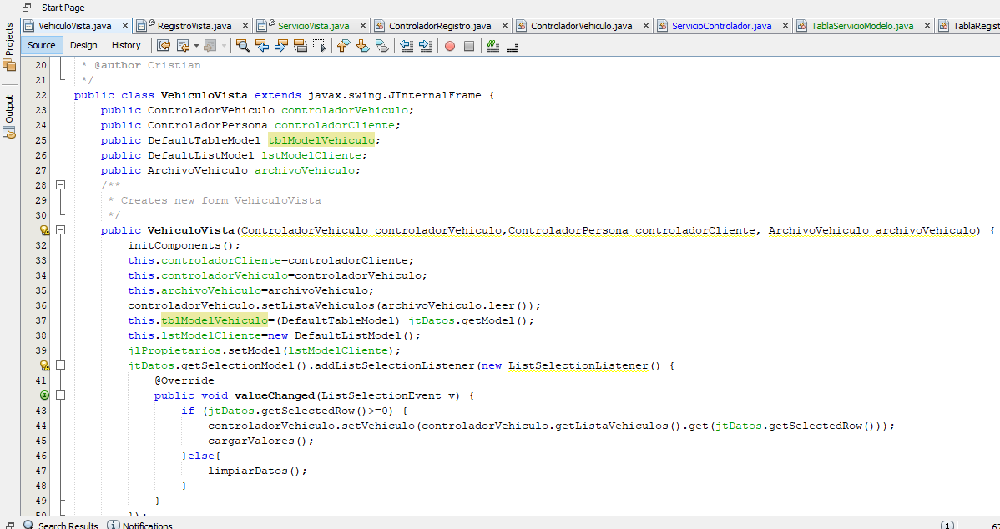 Start Page
VehiculoVista.java
RegistroVista.java
ServicioVista.java
ControladorRegistro.java
ControladorVehiculo.java
ServicioControlador.java
TablaServicioModelo.java
TablaRegist
Projects
Output
Source Design History
20 * @author Cristian
21 */
22 public class VehiculoVista extends javax.swing.JInternalFrame {
23 public ControladorVehiculo controladorVehiculo;
24 public ControladorPersona controladorCliente;
25 public DefaultTableModel tblModelVehiculo;
26 public DefaultListModel lstModelCliente;
27 public ArchivoVehiculo archivoVehiculo;
28 /**
29 * Creates new form VehiculoVista
30 */
public VehiculoVista(ControladorVehiculo controladorVehiculo,ControladorPersona controladorCliente, ArchivoVehiculo archivoVehiculo) {
32 initComponents();
33 this.controladorCliente=controladorCliente;
34 this.controladorVehiculo=controladorVehiculo;
35 this.archivoVehiculo=archivoVehiculo;
36 controladorVehiculo.setListaVehiculos(archivoVehiculo.leer());
37 this.tblModelVehiculo=(DefaultTableModel) jtDatos.getModel();
38 this.lstModelCliente=new DefaultListModel();
39 jlPropietarios.setModel(lstModelCliente);
jtDatos.getSelectionModel().addListSelectionListener(new ListSelectionListener() {
41 @Override
public void valueChanged(ListSelectionEvent v) {
43 if (jtDatos.getSelectedRow()>=0) {
44 controladorVehiculo.setVehiculo(controladorVehiculo.getListaVehiculos().get(jtDatos.getSelectedRow()));
45 cargarValores();
46 }else{
47 limpiarDatos();
48 }
49 }
50 });
Search Results Notifications